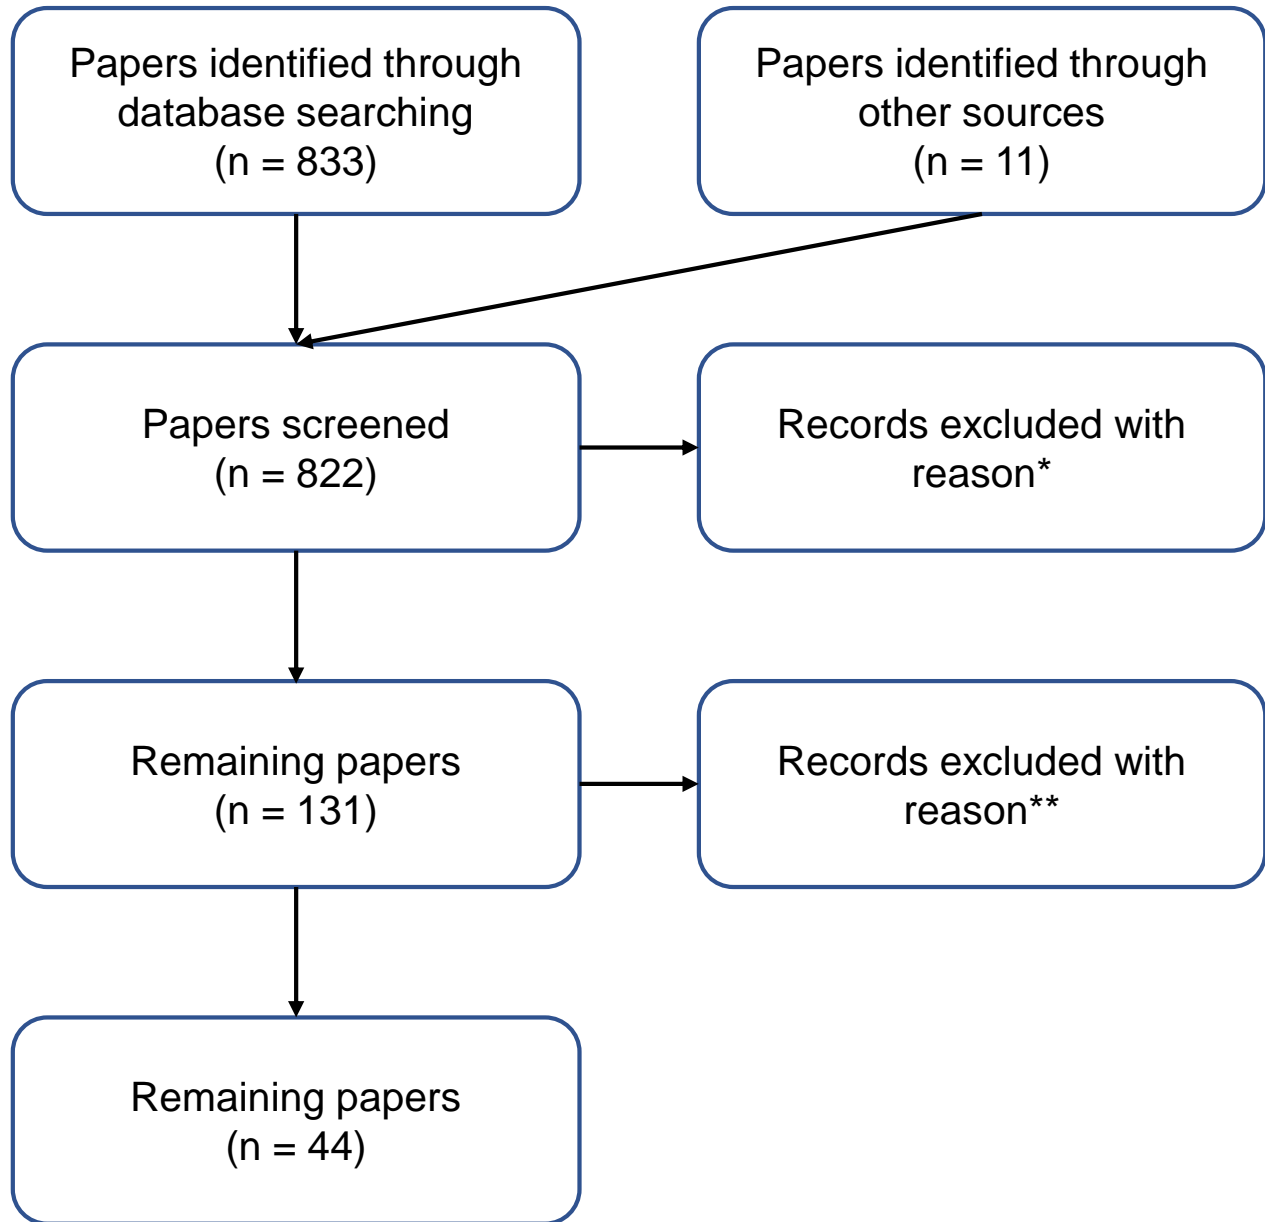 Papers identified through
database searching
(n = 833)
Papers identified through
other sources
(n = 11)
Papers screened
(n = 822)
Records excluded with
reason*
Remaining papers
(n = 131)
Records excluded with
reason**
Remaining papers
(n = 44)